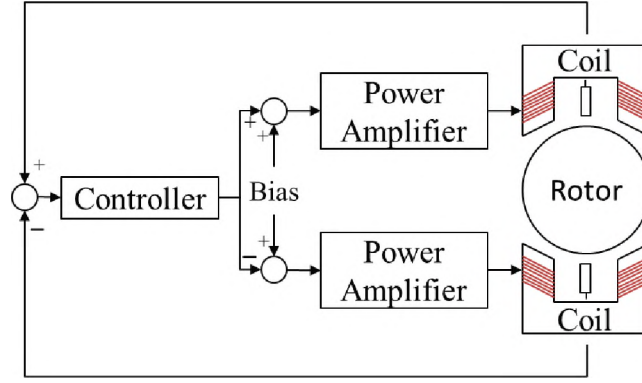 Coil
Power
Amplifier
+
+
+
Controller
Bias
Rotor
−
+
−
Power
Amplifier
Coil